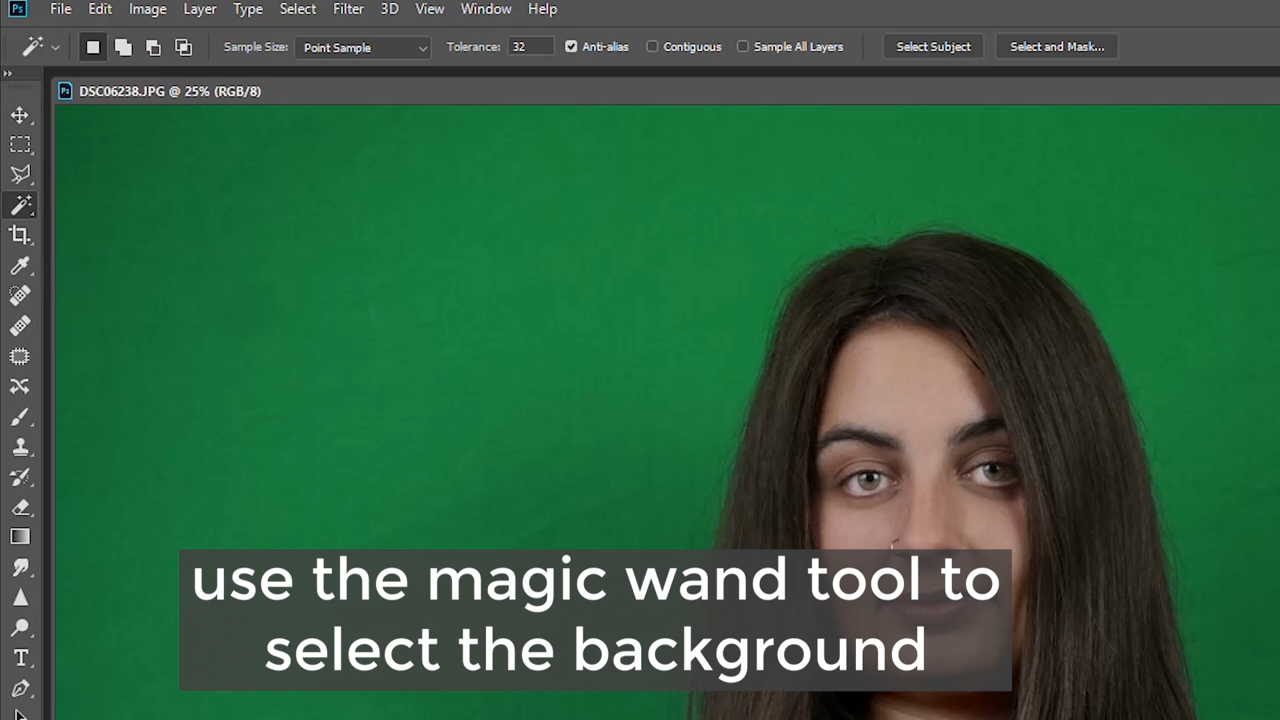 Ps File Edit Image Layer Type Select Filter 3D View Window Help
Sample Size: Point Sample Tolerance: 32 Anti-alias Contiguous Sample All Layers Select Subject Select and Mask...
Ps DSC06238.JPG @ 25% (RGB/8)
use the magic wand tool to
select the background
T